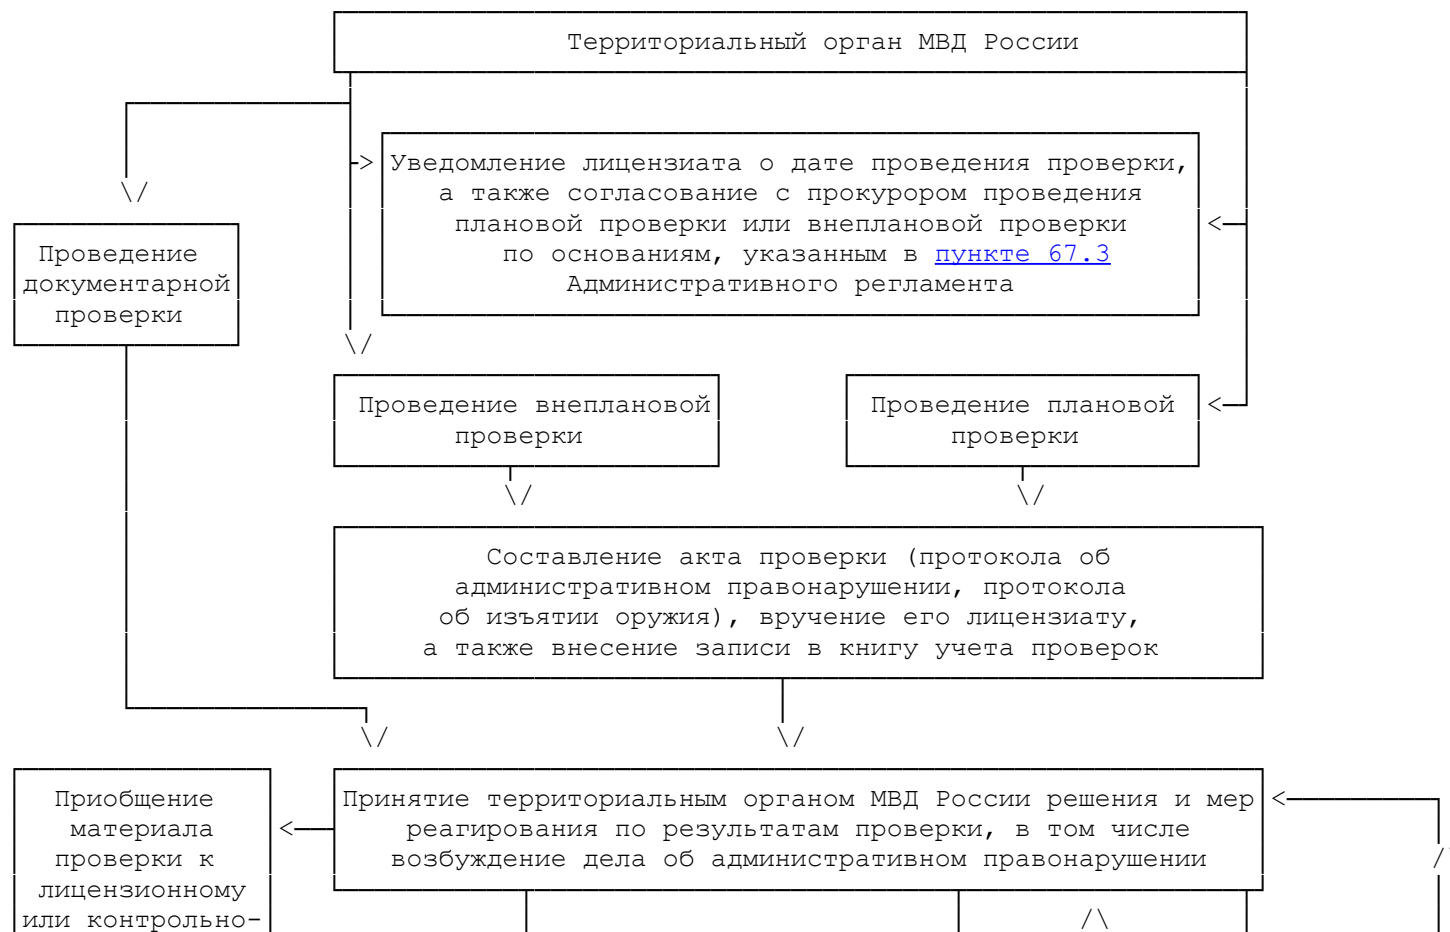 Территориальный орган МВД России
Уведомление лицензиата о дате проведения проверки,
а также согласование с прокурором проведения
плановой проверки или внеплановой проверки
по основаниям, указанным в пункте 67.3
Административного регламента
Проведение
документарной
проверки
Проведение внеплановой
проверки
Проведение плановой
проверки
Составление акта проверки (протокола об
административном правонарушении, протокола
об изъятии оружия), вручение его лицензиату,
а также внесение записи в книгу учета проверок
Принятие территориальным органом МВД России решения и мер
реагирования по результатам проверки, в том числе
возбуждение дела об административном правонарушении
Приобщение
материала
проверки к
лицензионному
или контрольно-